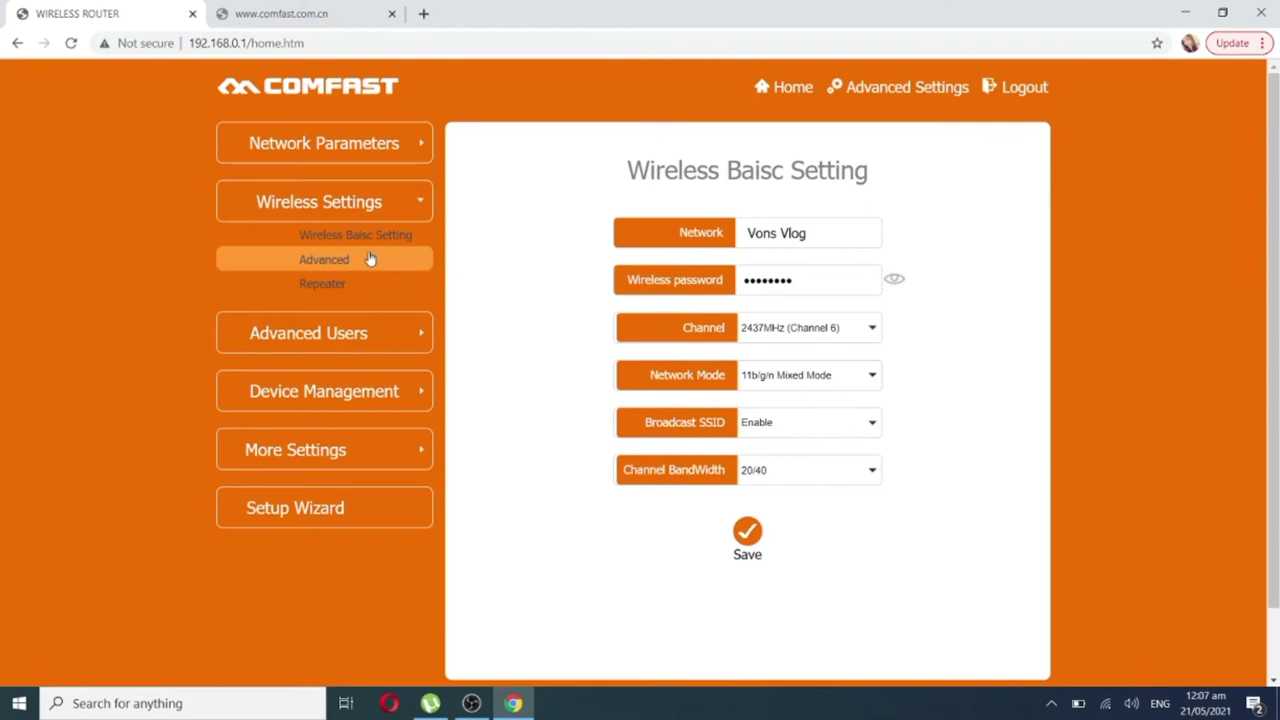 WIRELESS ROUTER
www.comfast.com.cn
Not secure
192.168.0.1/home.htm
Update
COMFAST
Home
Advanced Settings
Logout
Network Parameters
Wireless Settings
Wireless Baisc Setting
Advanced
Repeater
Advanced Users
Device Management
More Settings
Setup Wizard
Wireless Baisc Setting
Network Vons Vlog
Wireless password ••••••••
Channel 2437MHz (Channel 6)
Network Mode 11b/g/n Mixed Mode
Broadcast SSID Enable
Channel BandWidth 20/40
Save
Search for anything
ENG
12:07 am
21/05/2021
2